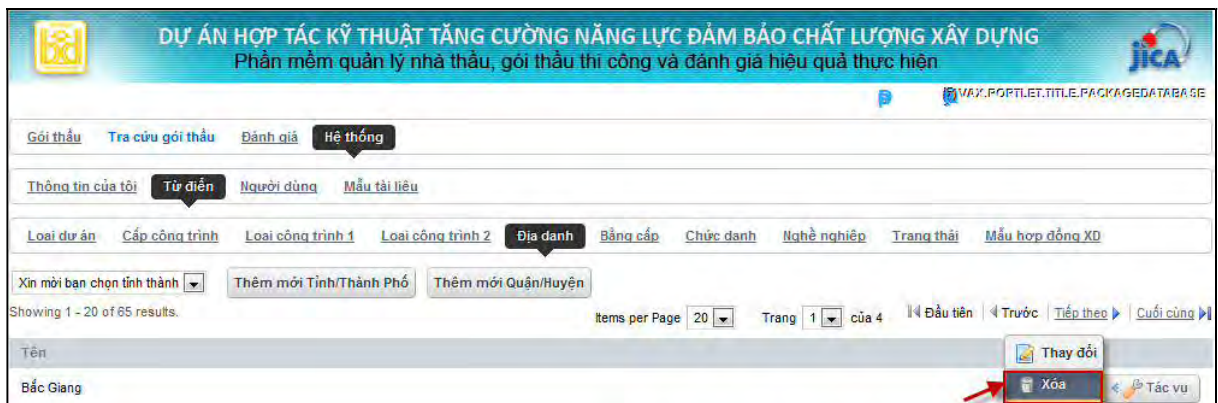 DỰ ÁN HỢP TÁC KỸ THUẬT TĂNG CƯỜNG NĂNG LỰC ĐẢM BẢO CHẤT LƯỢNG XÂY DỰNG
Phần mềm quản lý nhà thầu, gói thầu thi công và đánh giá hiệu quả thực hiện
bxd
jica
VAX.PORTLET.TITLE.PACKAGEDATABASE
Gói thầu Tra cứu gói thầu Đánh giá Hệ thống
Thông tin của tôi Từ điển Người dùng Mẫu tài liệu
Loại dự án Cấp công trình Loại công trình 1 Loại công trình 2 Địa danh Bằng cấp Chức danh Nghề nghiệp Trạng thái Mẫu hợp đồng XD
Xin mời bạn chọn tỉnh thành Thêm mới Tỉnh/Thành Phố Thêm mới Quận/Huyện
Showing 1 - 20 of 65 results. Items per Page 20 Trang 1 của 4 Đầu tiên Trước Tiếp theo Cuối cùng
Tên
Thay đổi
Bắc Giang Xóa Tác vụ